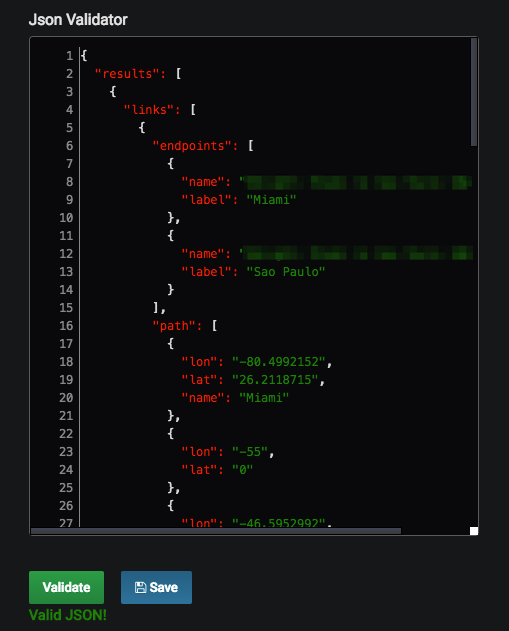 Json Validator
1 {
2 "results": [
3 {
4 "links": [
5 {
6 "endpoints": [
7 {
8 "name": "
9 "label": "Miami"
10 },
11 {
12 "name": "
13 "label": "Sao Paulo"
14 }
15 ],
16 "path": [
17 {
18 "lon": "-80.4992152",
19 "lat": "26.2118715",
20 "name": "Miami"
21 },
22 {
23 "lon": "-55",
24 "lat": "0"
25 },
26 {
27 "lon": "-46.5952992",
Validate Save
Valid JSON!